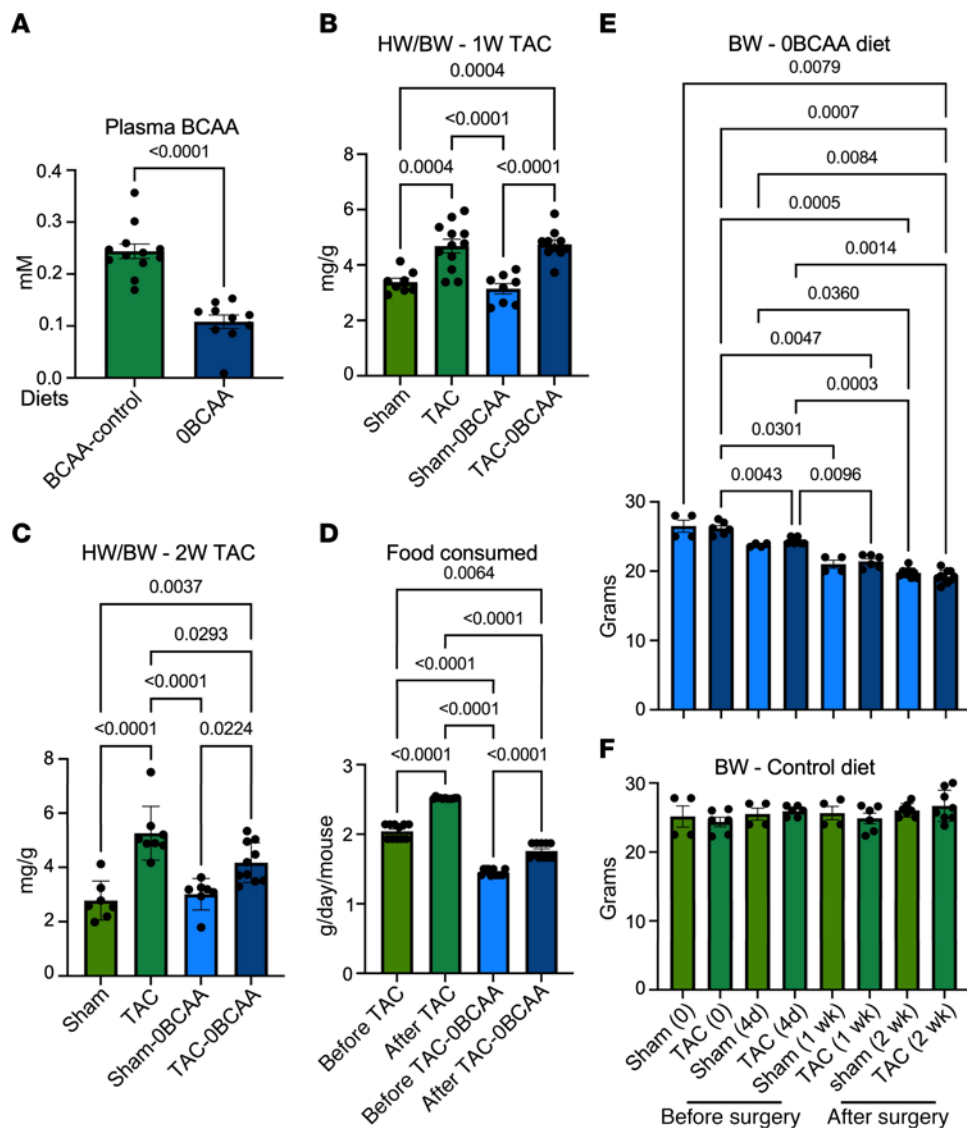 A
Plasma BCAA
<0.0001
0.4
0.3
0.2
0.1
0.0
mM
Diets
BCAA-control
0BCAA
B
HW/BW - 1W TAC
0.0004
<0.0001
0.0004
<0.0001
8
6
4
2
0
mg/g
Sham
TAC
Sham-0BCAA
TAC-0BCAA
C
HW/BW - 2W TAC
0.0037
0.0293
<0.0001
<0.0001
0.0224
8
6
4
2
0
mg/g
Sham
TAC
Sham-0BCAA
TAC-0BCAA
D
Food consumed
0.0064
<0.0001
<0.0001
<0.0001
<0.0001
<0.0001
3
2
1
0
g/day/mouse
Before TAC
After TAC
Before TAC-0BCAA
After TAC-0BCAA
E
BW - 0BCAA diet
0.0079
0.0007
0.0084
0.0005
0.0014
0.0360
0.0047
0.0003
0.0301
0.0043
0.0096
30
20
10
0
Grams
F
BW - Control diet
30
20
10
0
Grams
Sham (0)
TAC (0)
Sham (4d)
TAC (4d)
Sham (1 wk)
TAC (1 wk)
sham (2 wk)
TAC (2 wk)
Before surgery
After surgery